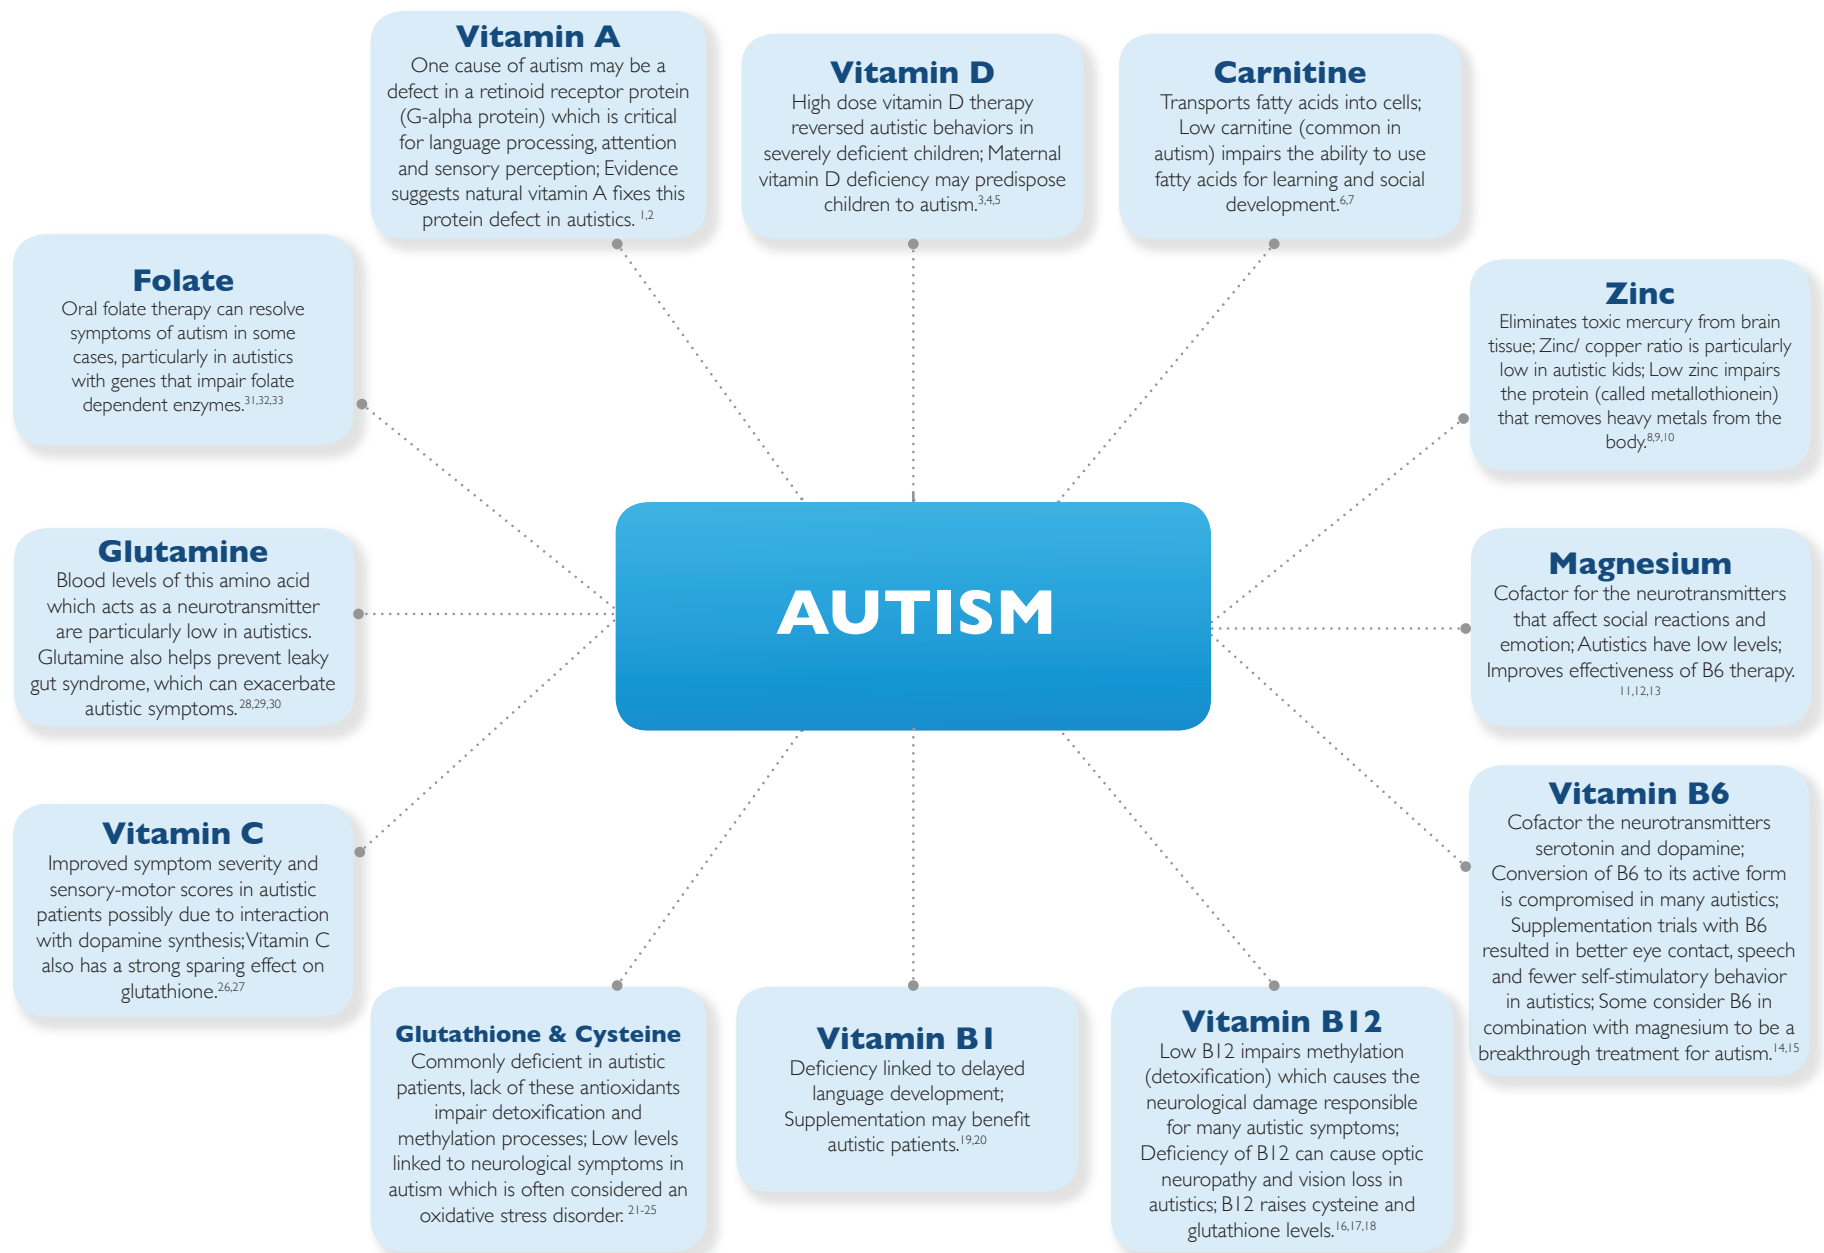 Vitamin A
One cause of autism may be a
defect in a retinoid receptor protein
(G-alpha protein) which is critical
for language processing, attention
and sensory perception; Evidence
suggests natural vitamin A fixes this
protein defect in autistics. 1,2
Vitamin D
High dose vitamin D therapy
reversed autistic behaviors in
severely deficient children; Maternal
vitamin D deficiency may predispose
children to autism.3,4,5
Carnitine
Transports fatty acids into cells;
Low carnitine (common in
autism) impairs the ability to use
fatty acids for learning and social
development.6,7
Folate
Oral folate therapy can resolve
symptoms of autism in some
cases, particularly in autistics
with genes that impair folate
dependent enzymes.31,32,33
Zinc
Eliminates toxic mercury from brain
tissue; Zinc/ copper ratio is particularly
low in autistic kids; Low zinc impairs
the protein (called metallothionein)
that removes heavy metals from the
body.8,9,10
Glutamine
Blood levels of this amino acid
which acts as a neurotransmitter
are particularly low in autistics.
Glutamine also helps prevent leaky
gut syndrome, which can exacerbate
autistic symptoms.28,29,30
AUTISM
Magnesium
Cofactor for the neurotransmitters
that affect social reactions and
emotion; Autistics have low levels;
Improves effectiveness of B6 therapy.
11,12,13
Vitamin C
Improved symptom severity and
sensory-motor scores in autistic
patients possibly due to interaction
with dopamine synthesis; Vitamin C
also has a strong sparing effect on
glutathione.26,27
Vitamin B6
Cofactor the neurotransmitters
serotonin and dopamine;
Conversion of B6 to its active form
is compromised in many autistics;
Supplementation trials with B6
resulted in better eye contact, speech
and fewer self-stimulatory behavior
in autistics; Some consider B6 in
combination with magnesium to be a
breakthrough treatment for autism.14,15
Glutathione & Cysteine
Commonly deficient in autistic
patients, lack of these antioxidants
impair detoxification and
methylation processes; Low levels
linked to neurological symptoms in
autism which is often considered an
oxidative stress disorder. 21-25
Vitamin B1
Deficiency linked to delayed
language development;
Supplementation may benefit
autistic patients.19,20
Vitamin B12
Low B12 impairs methylation
(detoxification) which causes the
neurological damage responsible
for many autistic symptoms;
Deficiency of B12 can cause optic
neuropathy and vision loss in
autistics; B12 raises cysteine and
glutathione levels.16,17,18